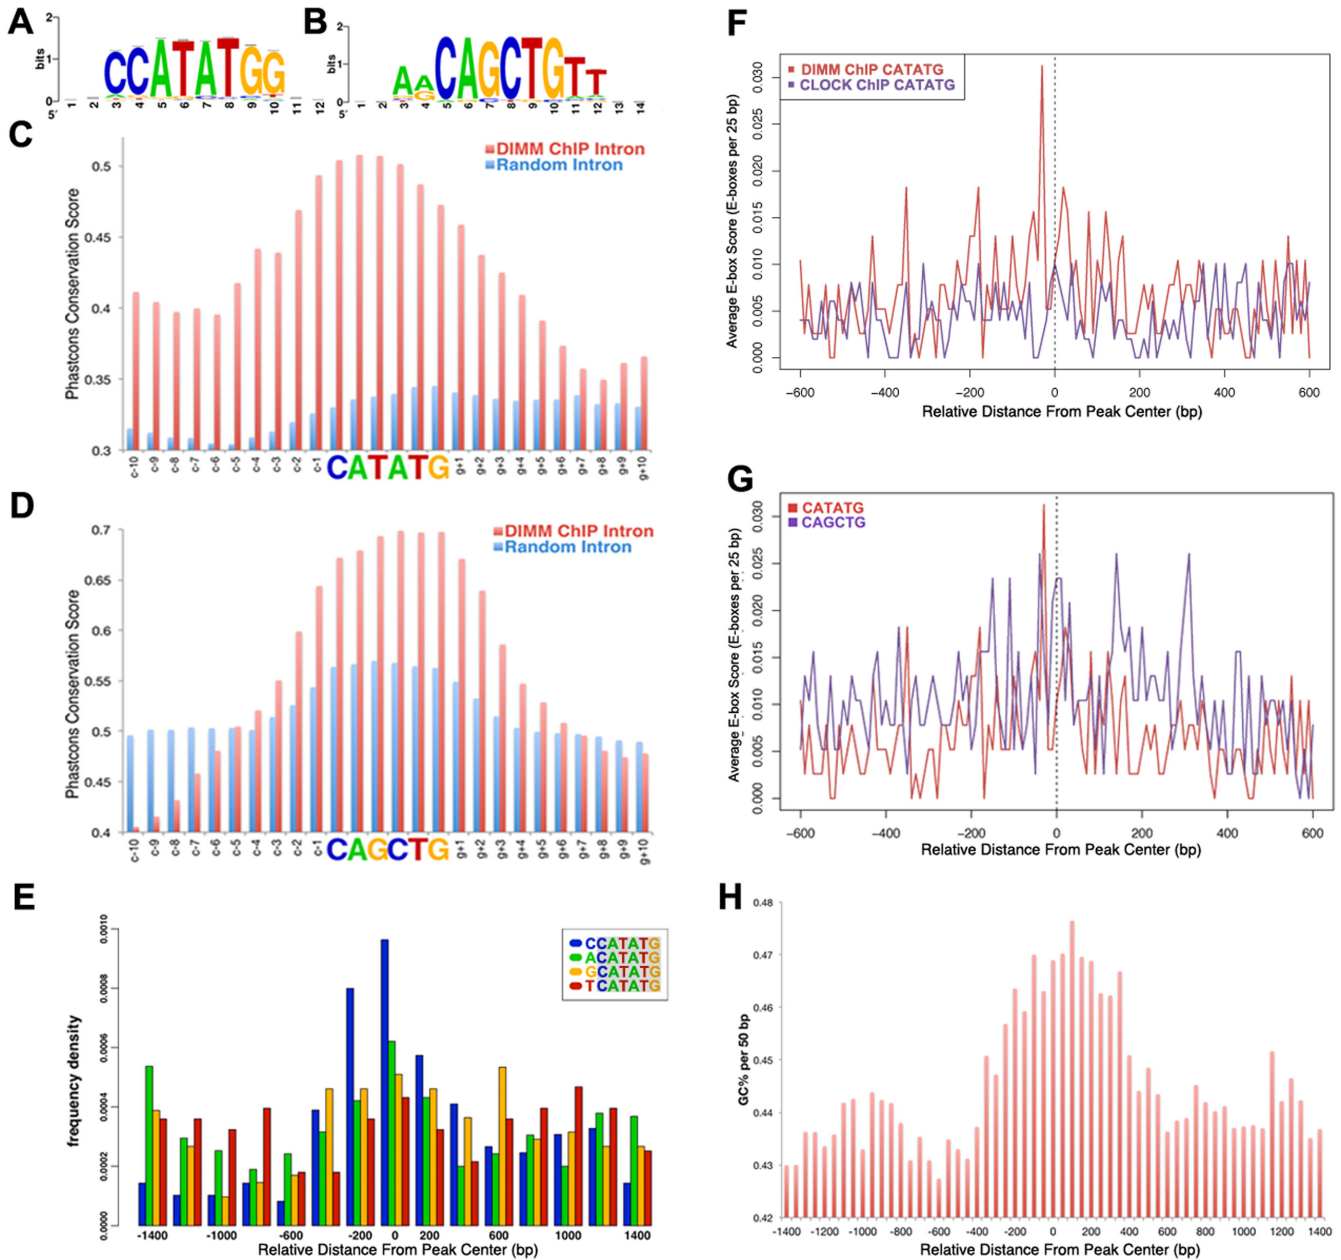 A
2
1
0
bits
5′
CCATATGG
1 2 3 4 5 6 7 8 9 10 11 12
B
2
1
0
bits
5′
AACAGCTGTT
1 2 3 4 5 6 7 8 9 10 11 12 13 14
C
DIMM ChIP Intron
Random Intron
Phastcons Conservation Score
0.5
0.45
0.4
0.35
0.3
c-10 c-9 c-8 c-7 c-6 c-5 c-4 c-3 c-2 c-1 CATATG g+1 g+2 g+3 g+4 g+5 g+6 g+7 g+8 g+9 g+10
D
DIMM ChIP Intron
Random Intron
Phastcons Conservation Score
0.7
0.65
0.6
0.55
0.5
0.45
0.4
c-10 c-9 c-8 c-7 c-6 c-5 c-4 c-3 c-2 c-1 CAGCTG g+1 g+2 g+3 g+4 g+5 g+6 g+7 g+8 g+9 g+10
E
CCATATG
ACATATG
GCATATG
TCATATG
frequency density
0.0010
0.0008
0.0006
0.0004
0.0002
0.0000
-1400 -1000 -600 -200 0 200 600 1000 1400
Relative Distance From Peak Center (bp)
F
DIMM ChIP CATATG
CLOCK ChIP CATATG
Average E-box Score (E-boxes per 25 bp)
0.030
0.025
0.020
0.015
0.010
0.005
0.000
−600 −400 −200 0 200 400 600
Relative Distance From Peak Center (bp)
G
CATATG
CAGCTG
Average E-box Score (E-boxes per 25 bp)
0.030
0.025
0.020
0.015
0.010
0.005
0.000
−600 −400 −200 0 200 400 600
Relative Distance From Peak Center (bp)
H
GC% per 50 bp
0.48
0.47
0.46
0.45
0.44
0.43
0.42
-1400 -1200 -1000 -800 -600 -400 -200 0 200 400 600 800 1000 1200 1400
Relative Distance From Peak Center (bp)